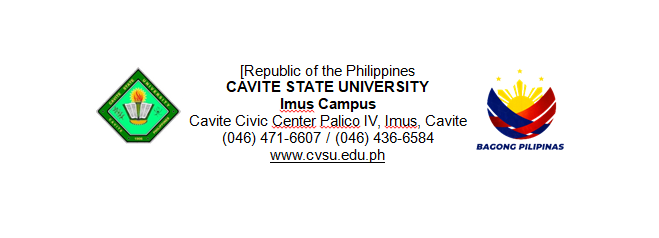 [Republic of the Philippines
CAVITE STATE UNIVERSITY
Imus Campus
Cavite Civic Center Palico IV, Imus, Cavite
(046) 471-6607 / (046) 436-6584
www.cvsu.edu.ph
BAGONG PILIPINAS